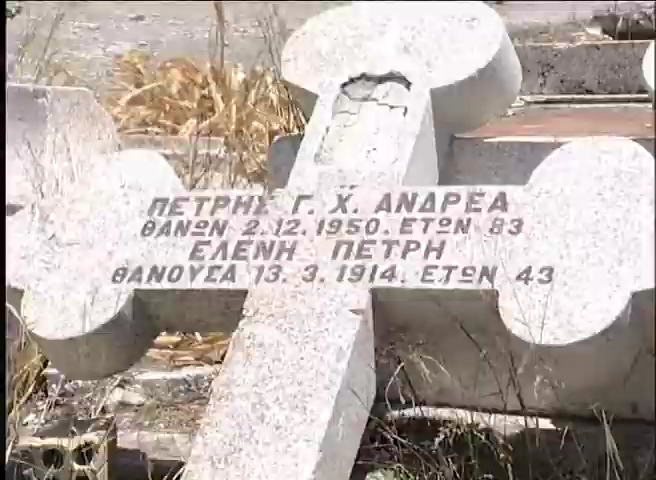 ΠΕΤΡΗΣ Γ. Χ. ΑΝΔΡΕΑ
ΘΑΝΩΝ 2.12.1950. ΕΤΩΝ 83
ΕΛΕΝΗ ΠΕΤΡΗ
ΘΑΝΟΥΣΑ 13.3.1914. ΕΤΩΝ 43